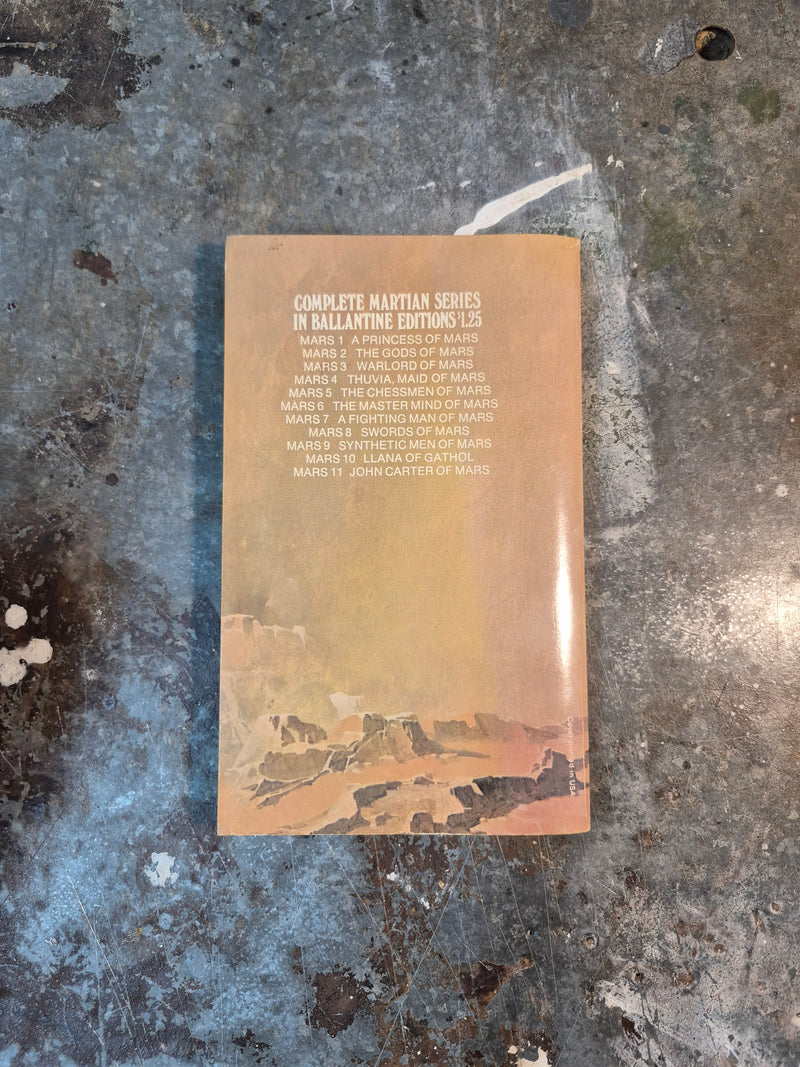 COMPLETE MARTIAN SERIES
IN BALLANTINE EDITIONS $1.25
MARS 1 A PRINCESS OF MARS
MARS 2 THE GODS OF MARS
MARS 3 WARLORD OF MARS
MARS 4 THUVIA, MAID OF MARS
MARS 5 THE CHESSMEN OF MARS
MARS 6 THE MASTER MIND OF MARS
MARS 7 A FIGHTING MAN OF MARS
MARS 8 SWORDS OF MARS
MARS 9 SYNTHETIC MEN OF MARS
MARS 10 LLANA OF GATHOL
MARS 11 JOHN CARTER OF MARS
in USA